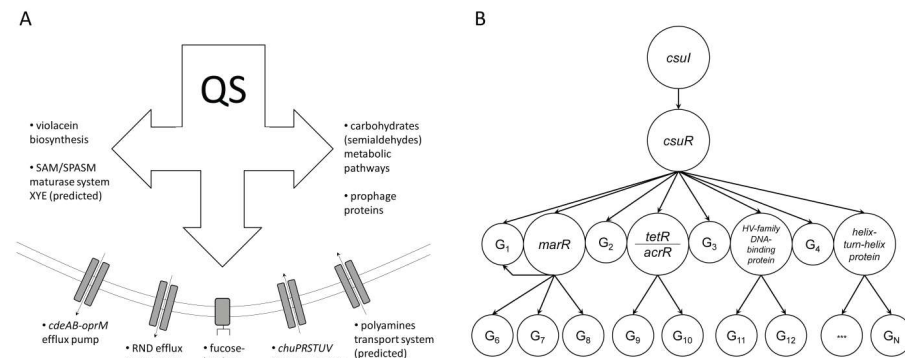 A
QS
• violacein
biosynthesis
• SAM/SPASM
maturase system
XYE (predicted)
• carbohydrates
(semialdehydes)
metabolic
pathways
• prophage
proteins
• cdeAB-oprM
efflux pump
• RND efflux
• fucose-
• chuPRSTUV
• polyamines
transport system
(predicted)
B
csuI
csuR
G1
marR
G2
tetR
acrR
G3
HV-family
DNA-
binding
protein
G4
helix-
turn-helix
protein
G6
G7
G8
G9
G10
G11
G12
...
GN